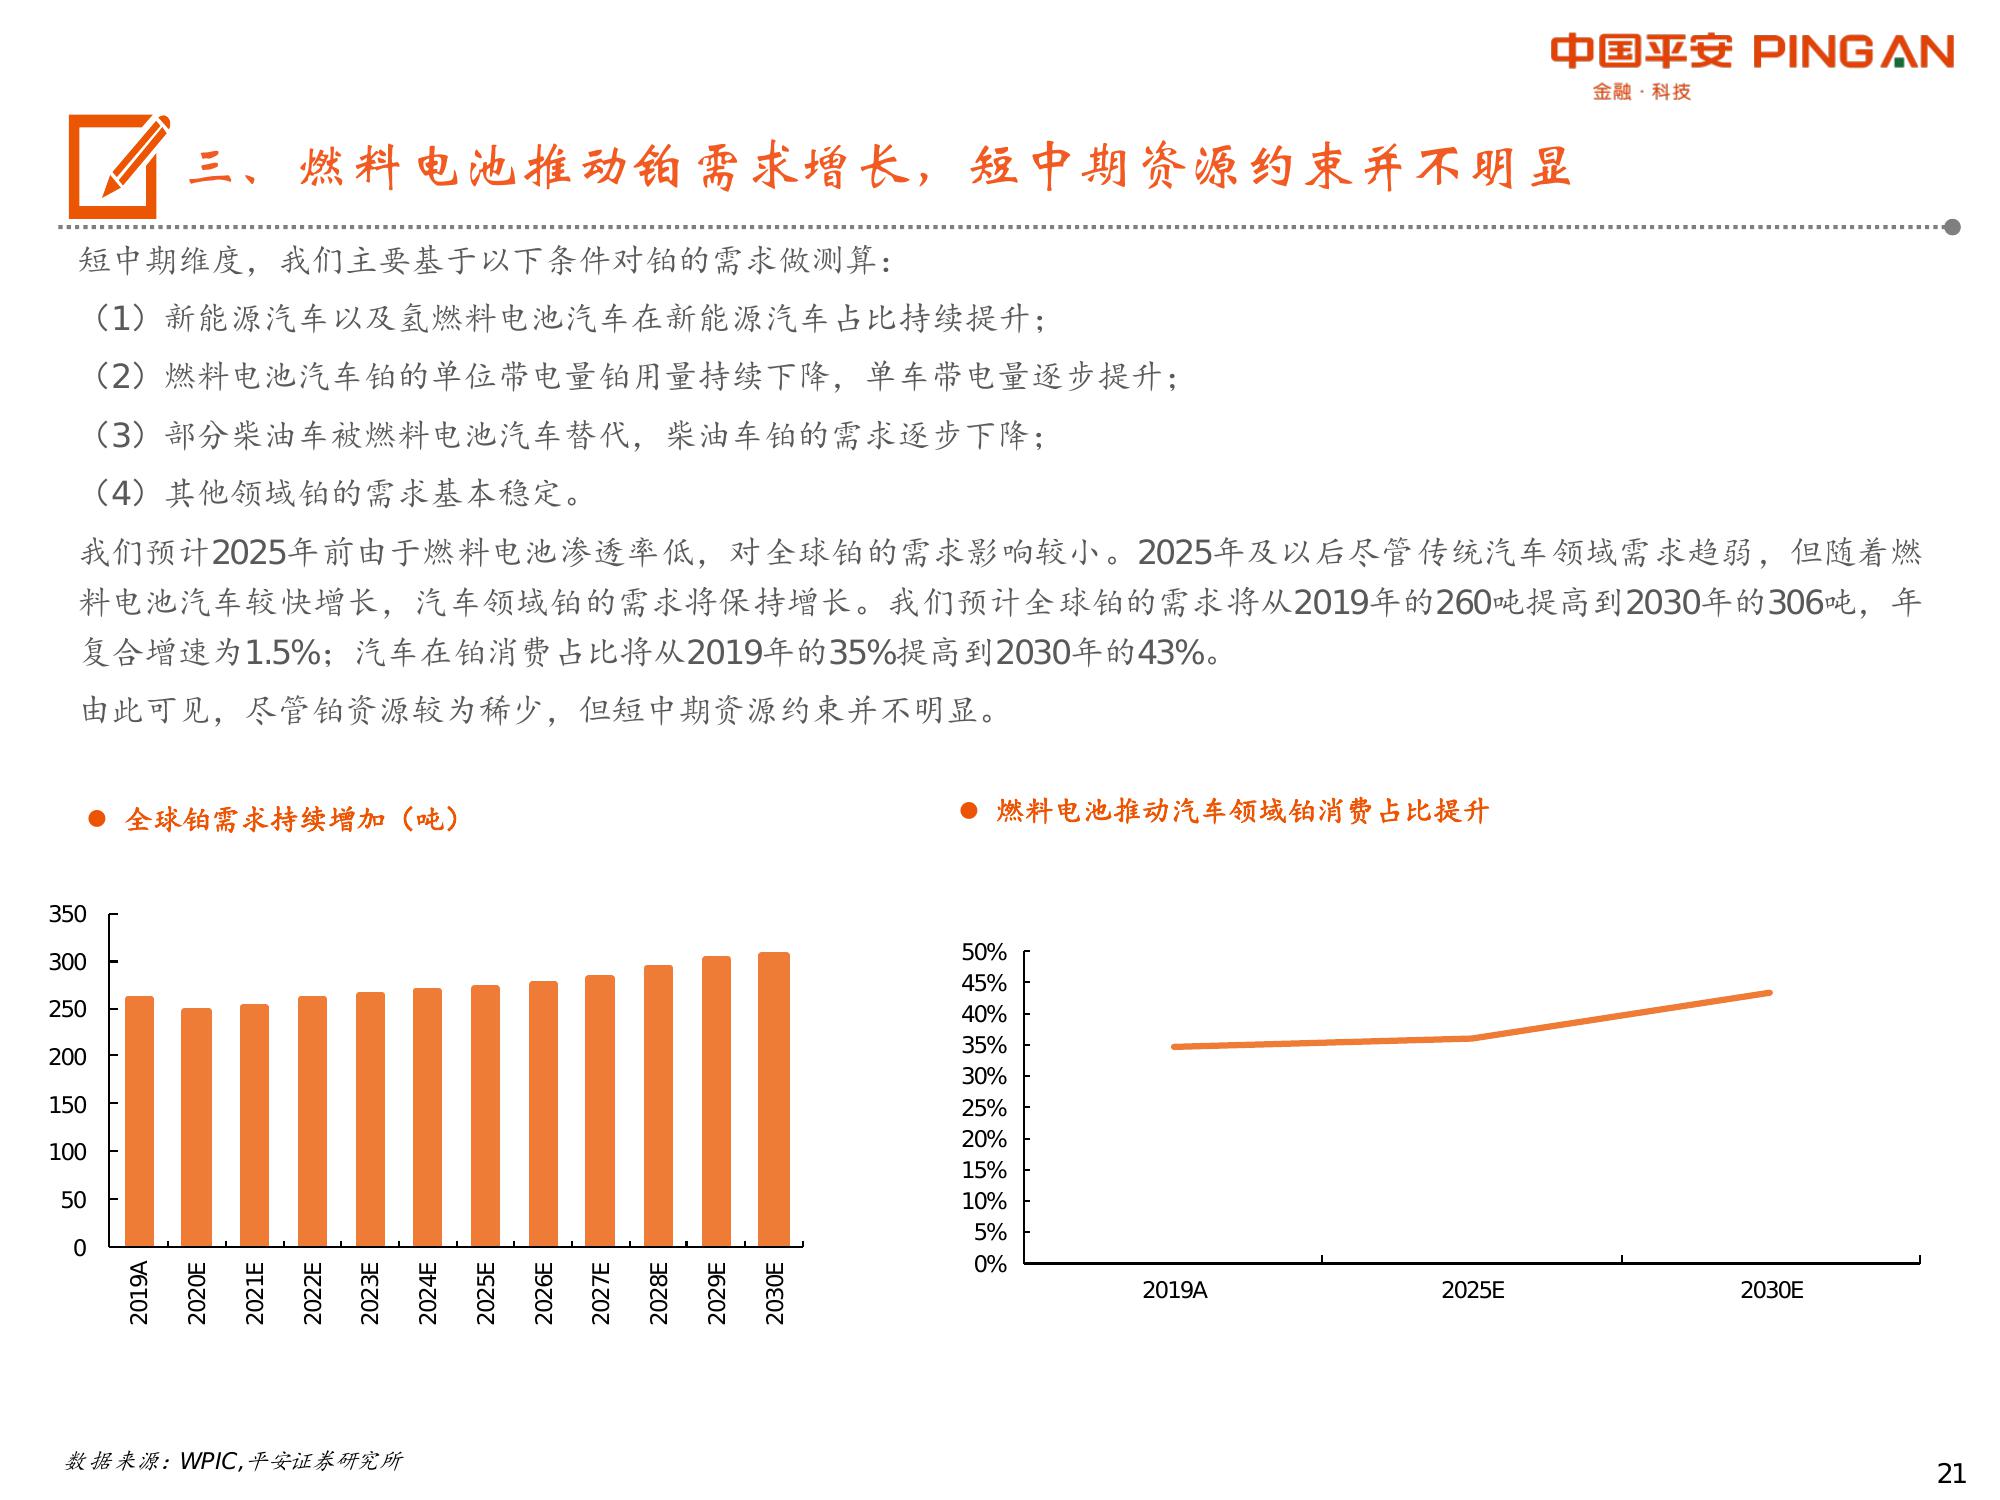 中国平安 PING AN
金融·科技
三、燃料电池推动铂需求增长，短中期资源约束并不明显
短中期维度，我们主要基于以下条件对铂的需求做测算：
（1）新能源汽车以及氢燃料电池汽车在新能源汽车占比持续提升；
（2）燃料电池汽车铂的单位带电量铂用量持续下降，单车带电量逐步提升；
（3）部分柴油车被燃料电池汽车替代，柴油车铂的需求逐步下降；
（4）其他领域铂的需求基本稳定。
我们预计2025年前由于燃料电池渗透率低，对全球铂的需求影响较小。2025年及以后尽管传统汽车领域需求趋弱，但随着燃
料电池汽车较快增长，汽车领域铂的需求将保持增长。我们预计全球铂的需求将从2019年的260吨提高到2030年的306吨，年
复合增速为1.5%；汽车在铂消费占比将从2019年的35%提高到2030年的43%。
由此可见，尽管铂资源较为稀少，但短中期资源约束并不明显。
全球铂需求持续增加（吨）
350
300
250
200
150
100
50
0
2019A 2020E 2021E 2022E 2023E 2024E 2025E 2026E 2027E 2028E 2029E 2030E
燃料电池推动汽车领域铂消费占比提升
50%
45%
40%
35%
30%
25%
20%
15%
10%
5%
0%
2019A 2025E 2030E
数据来源：WPIC,平安证券研究所
21